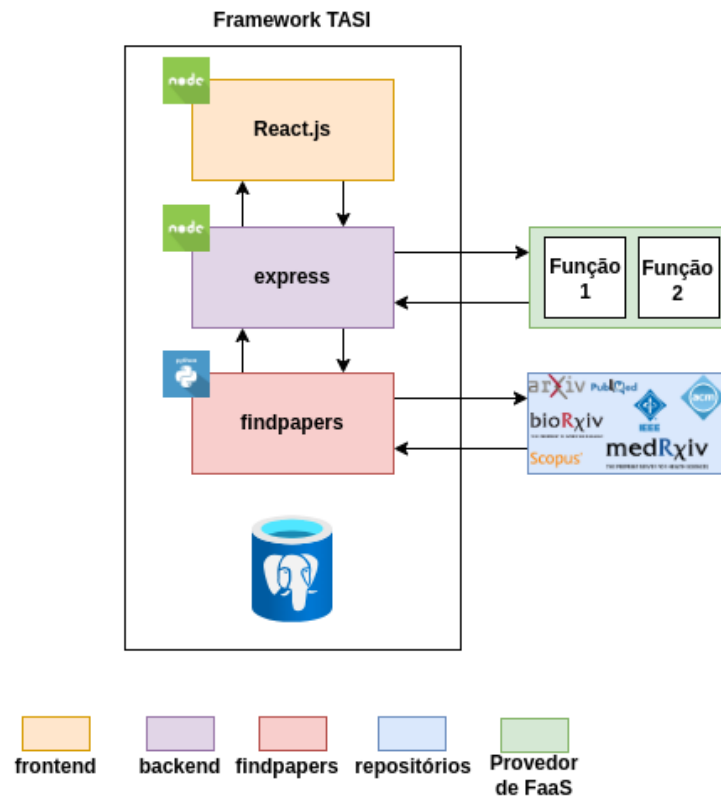 Framework TASI
node
React.js
node
express
Função
1
Função
2
python
findpapers
arXiv
PubMed
acm
bioRxiv
IEEE
Scopus
medRxiv
frontend
backend
findpapers
repositórios
Provedor
de FaaS